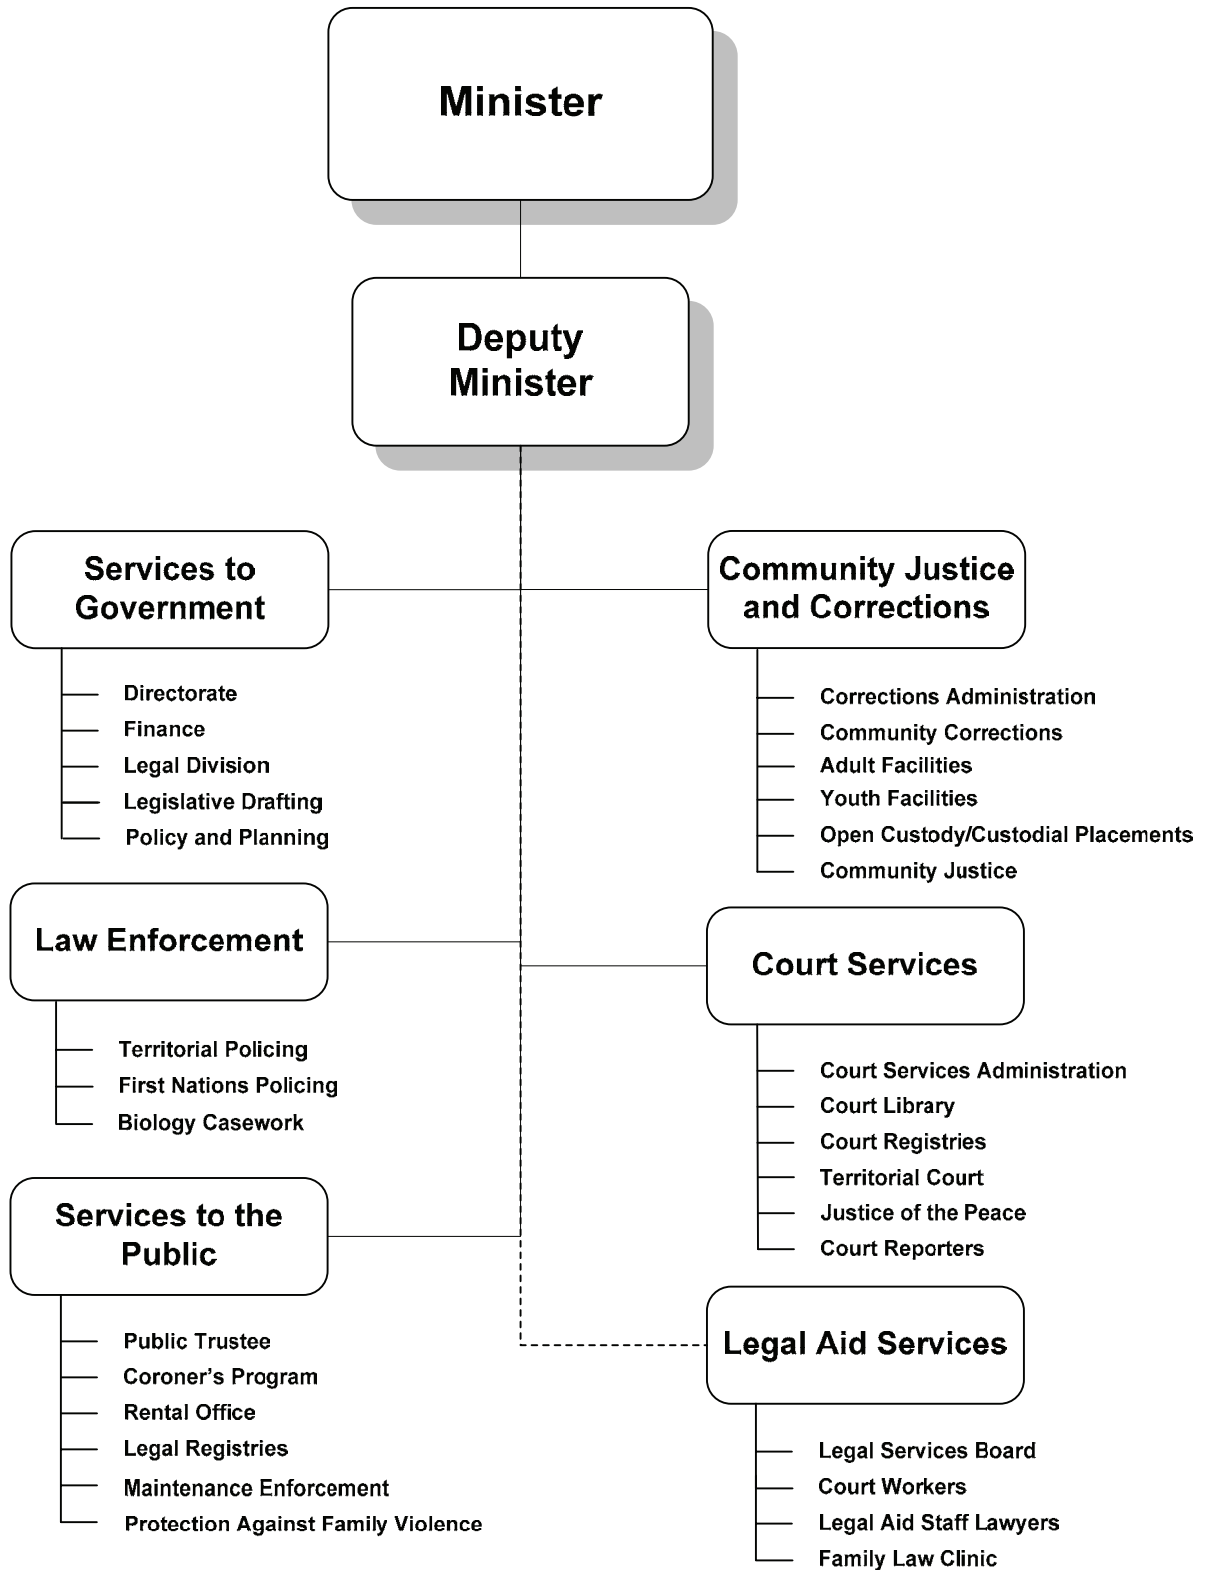 Minister
Deputy
Minister
Services to
Government
Directorate
Finance
Legal Division
Legislative Drafting
Policy and Planning
Community Justice
and Corrections
Corrections Administration
Community Corrections
Adult Facilities
Youth Facilities
Open Custody/Custodial Placements
Community Justice
Law Enforcement
Territorial Policing
First Nations Policing
Biology Casework
Court Services
Court Services Administration
Court Library
Court Registries
Territorial Court
Justice of the Peace
Court Reporters
Services to the
Public
Public Trustee
Coroner’s Program
Rental Office
Legal Registries
Maintenance Enforcement
Protection Against Family Violence
Legal Aid Services
Legal Services Board
Court Workers
Legal Aid Staff Lawyers
Family Law Clinic